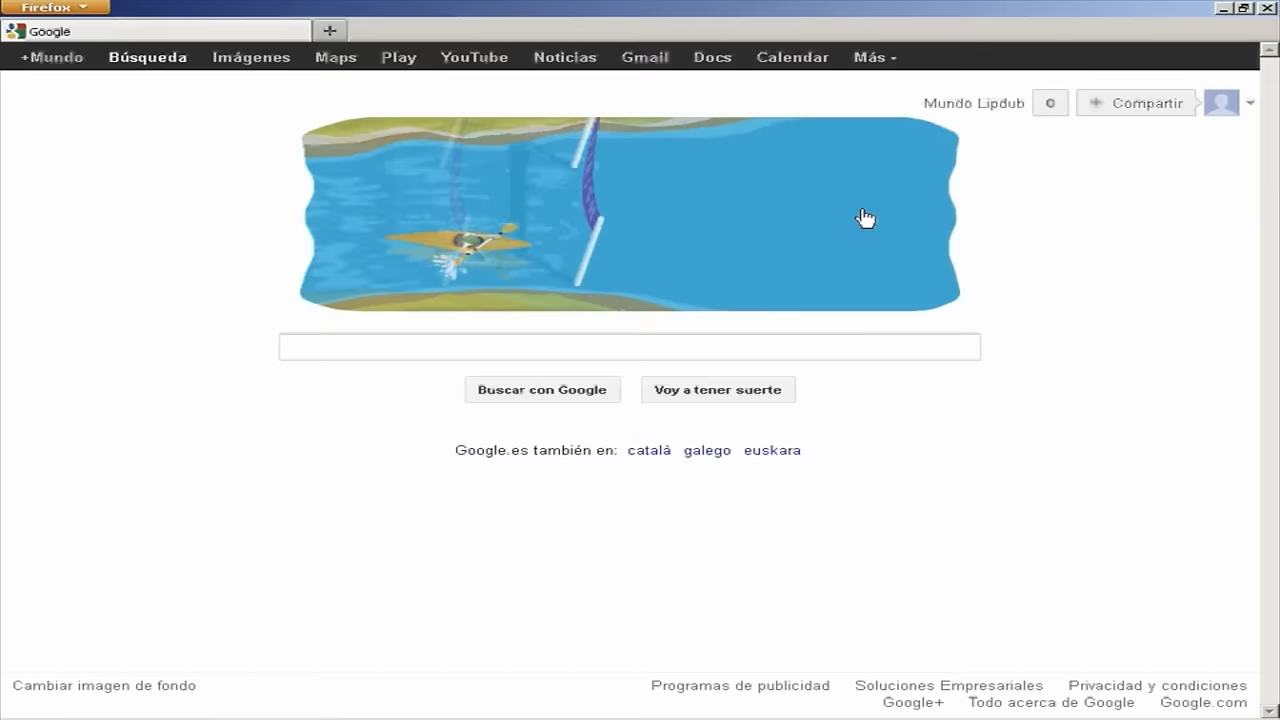 Firefox
Google
+Mundo Búsqueda Imágenes Maps Play YouTube Noticias Gmail Docs Calendar Más
Mundo Lipdub 0 + Compartir
Buscar con Google Voy a tener suerte
Google.es también en: català galego euskara
Cambiar imagen de fondo Programas de publicidad Soluciones Empresariales Privacidad y condiciones
Google+ Todo acerca de Google Google.com